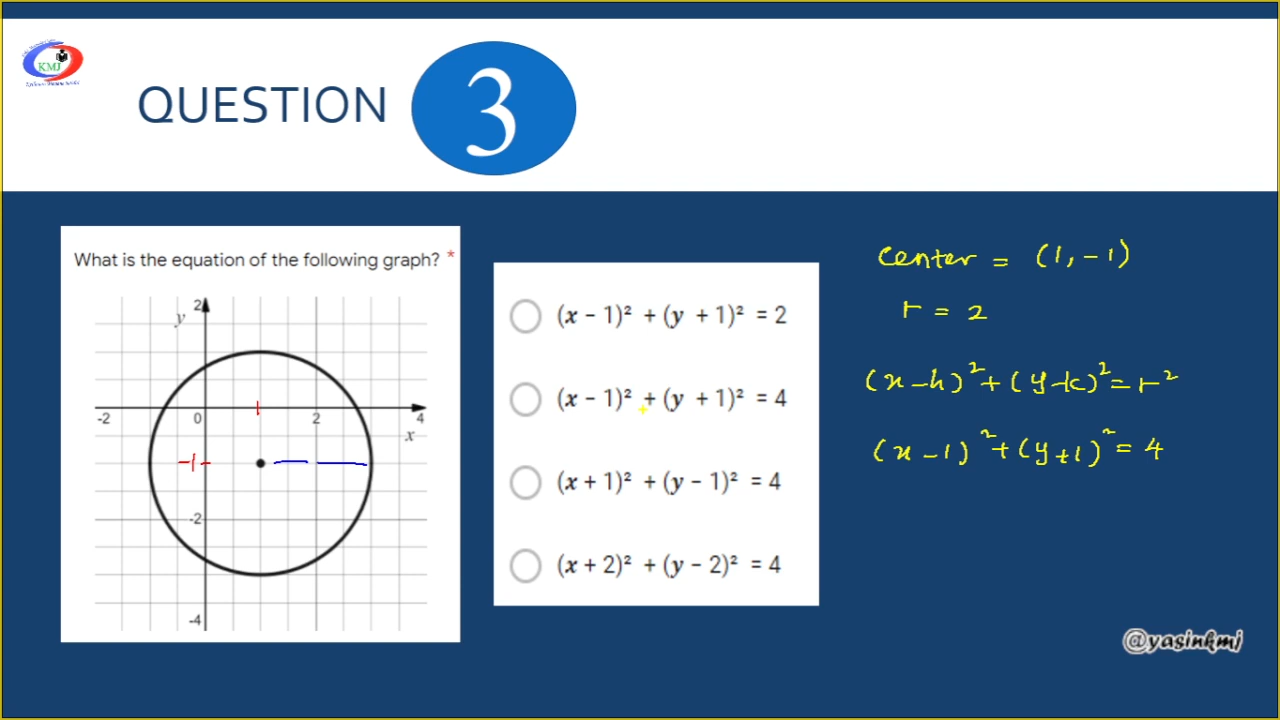 KMJ
QUESTION 3
What is the equation of the following graph? *
2
y
-2 0 2 4
x
-1
-2
-4
(x - 1)² + (y + 1)² = 2
(x - 1)² + (y + 1)² = 4
(x + 1)² + (y - 1)² = 4
(x + 2)² + (y - 2)² = 4
center = (1, -1)
r = 2
(x-h)² + (y-k)² = r²
(x-1)² + (y+1)² = 4
@yasinkmj